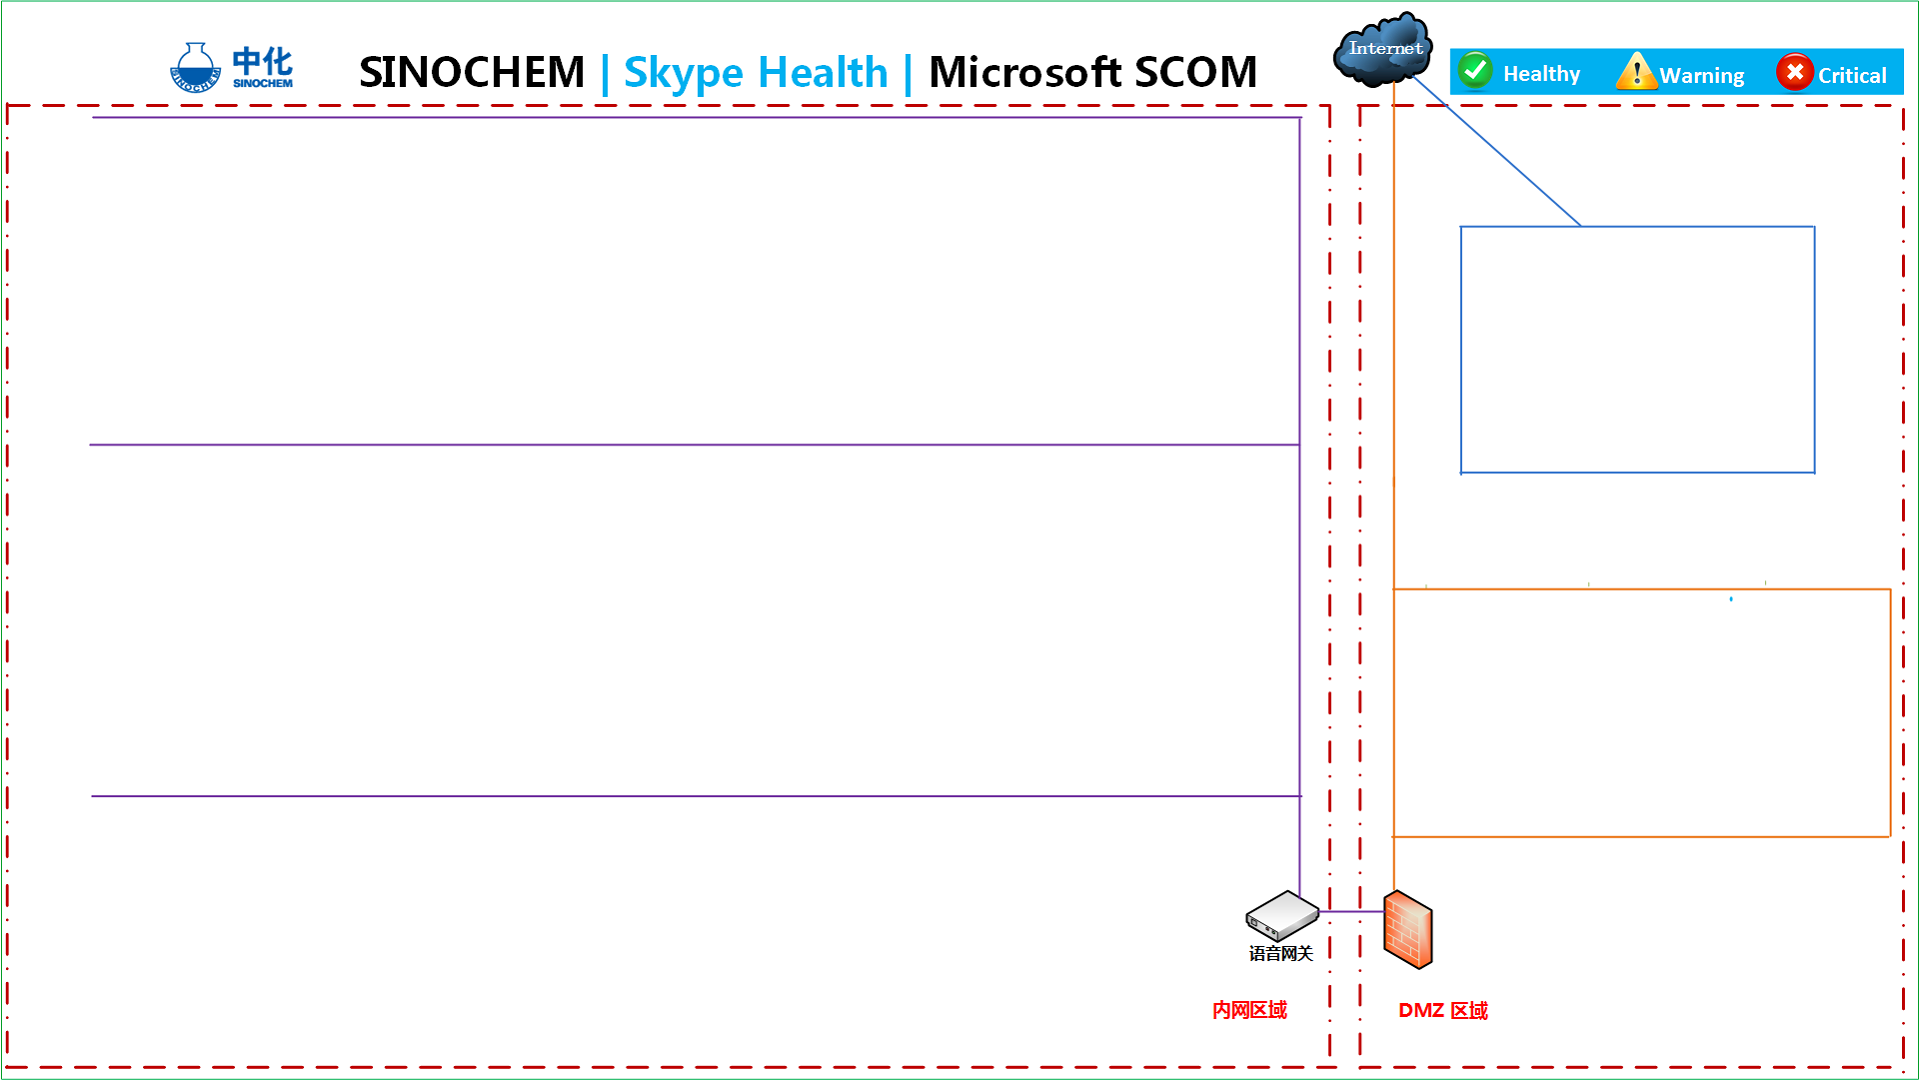 中化
SINOCHEM
SINOCHEM
SINOCHEM | Skype Health | Microsoft SCOM
Internet
Healthy
Warning
Critical
语音网关
内网区域
DMZ 区域